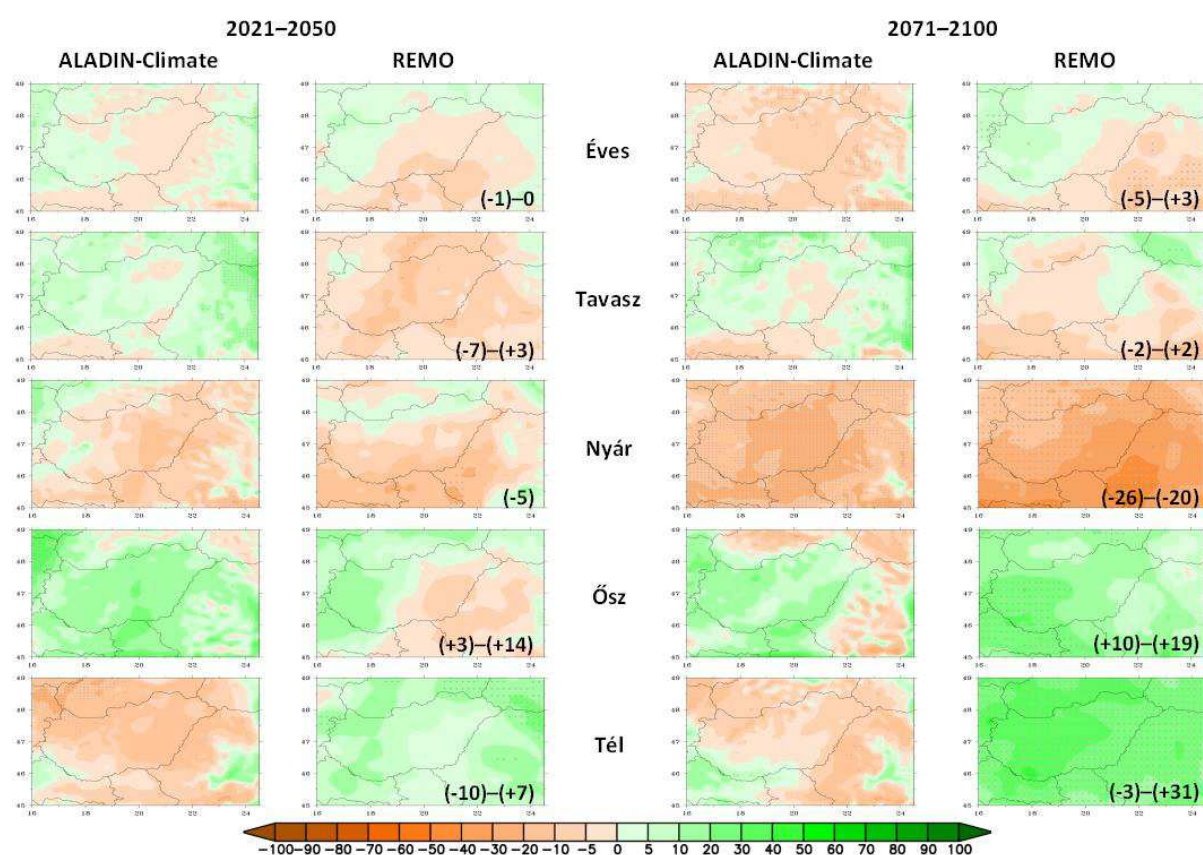 2021–2050 2071–2100
ALADIN-Climate REMO ALADIN-Climate REMO
Éves
(-1)–0 (-5)–(+3)
Tavasz
(-7)–(+3) (-2)–(+2)
Nyár
(-5) (-26)–(-20)
Ősz
(+3)–(+14) (+10)–(+19)
Tél
(-10)–(+7) (-3)–(+31)
-100 -90 -80 -70 -60 -50 -40 -30 -20 -10 -5 0 5 10 20 30 40 50 60 70 80 90 100